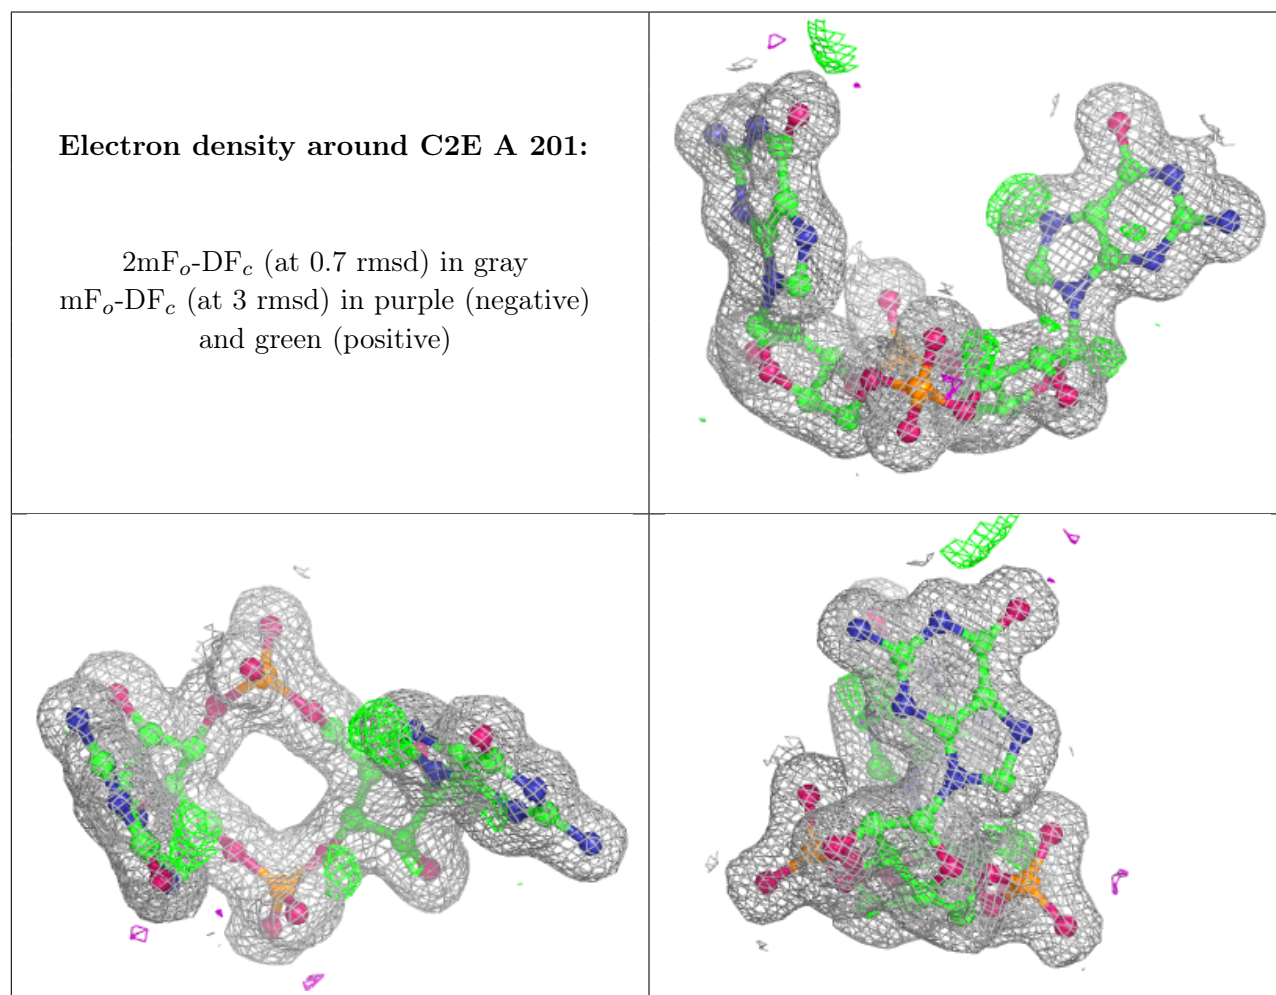 Electron density around C2E A 201:
2mFₒ-DF𝒸 (at 0.7 rmsd) in gray
mFₒ-DF𝒸 (at 3 rmsd) in purple (negative)
and green (positive)